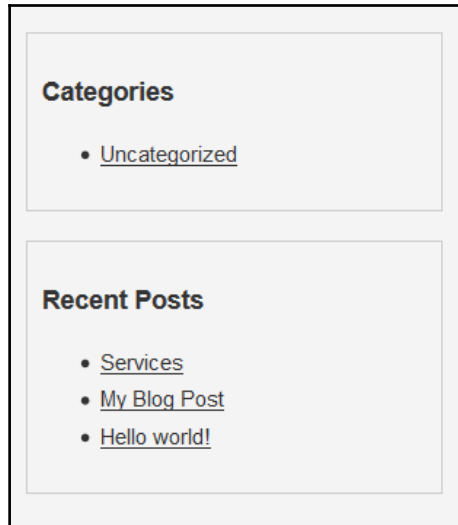 Categories
Uncategorized
Recent Posts
Services
My Blog Post
Hello world!